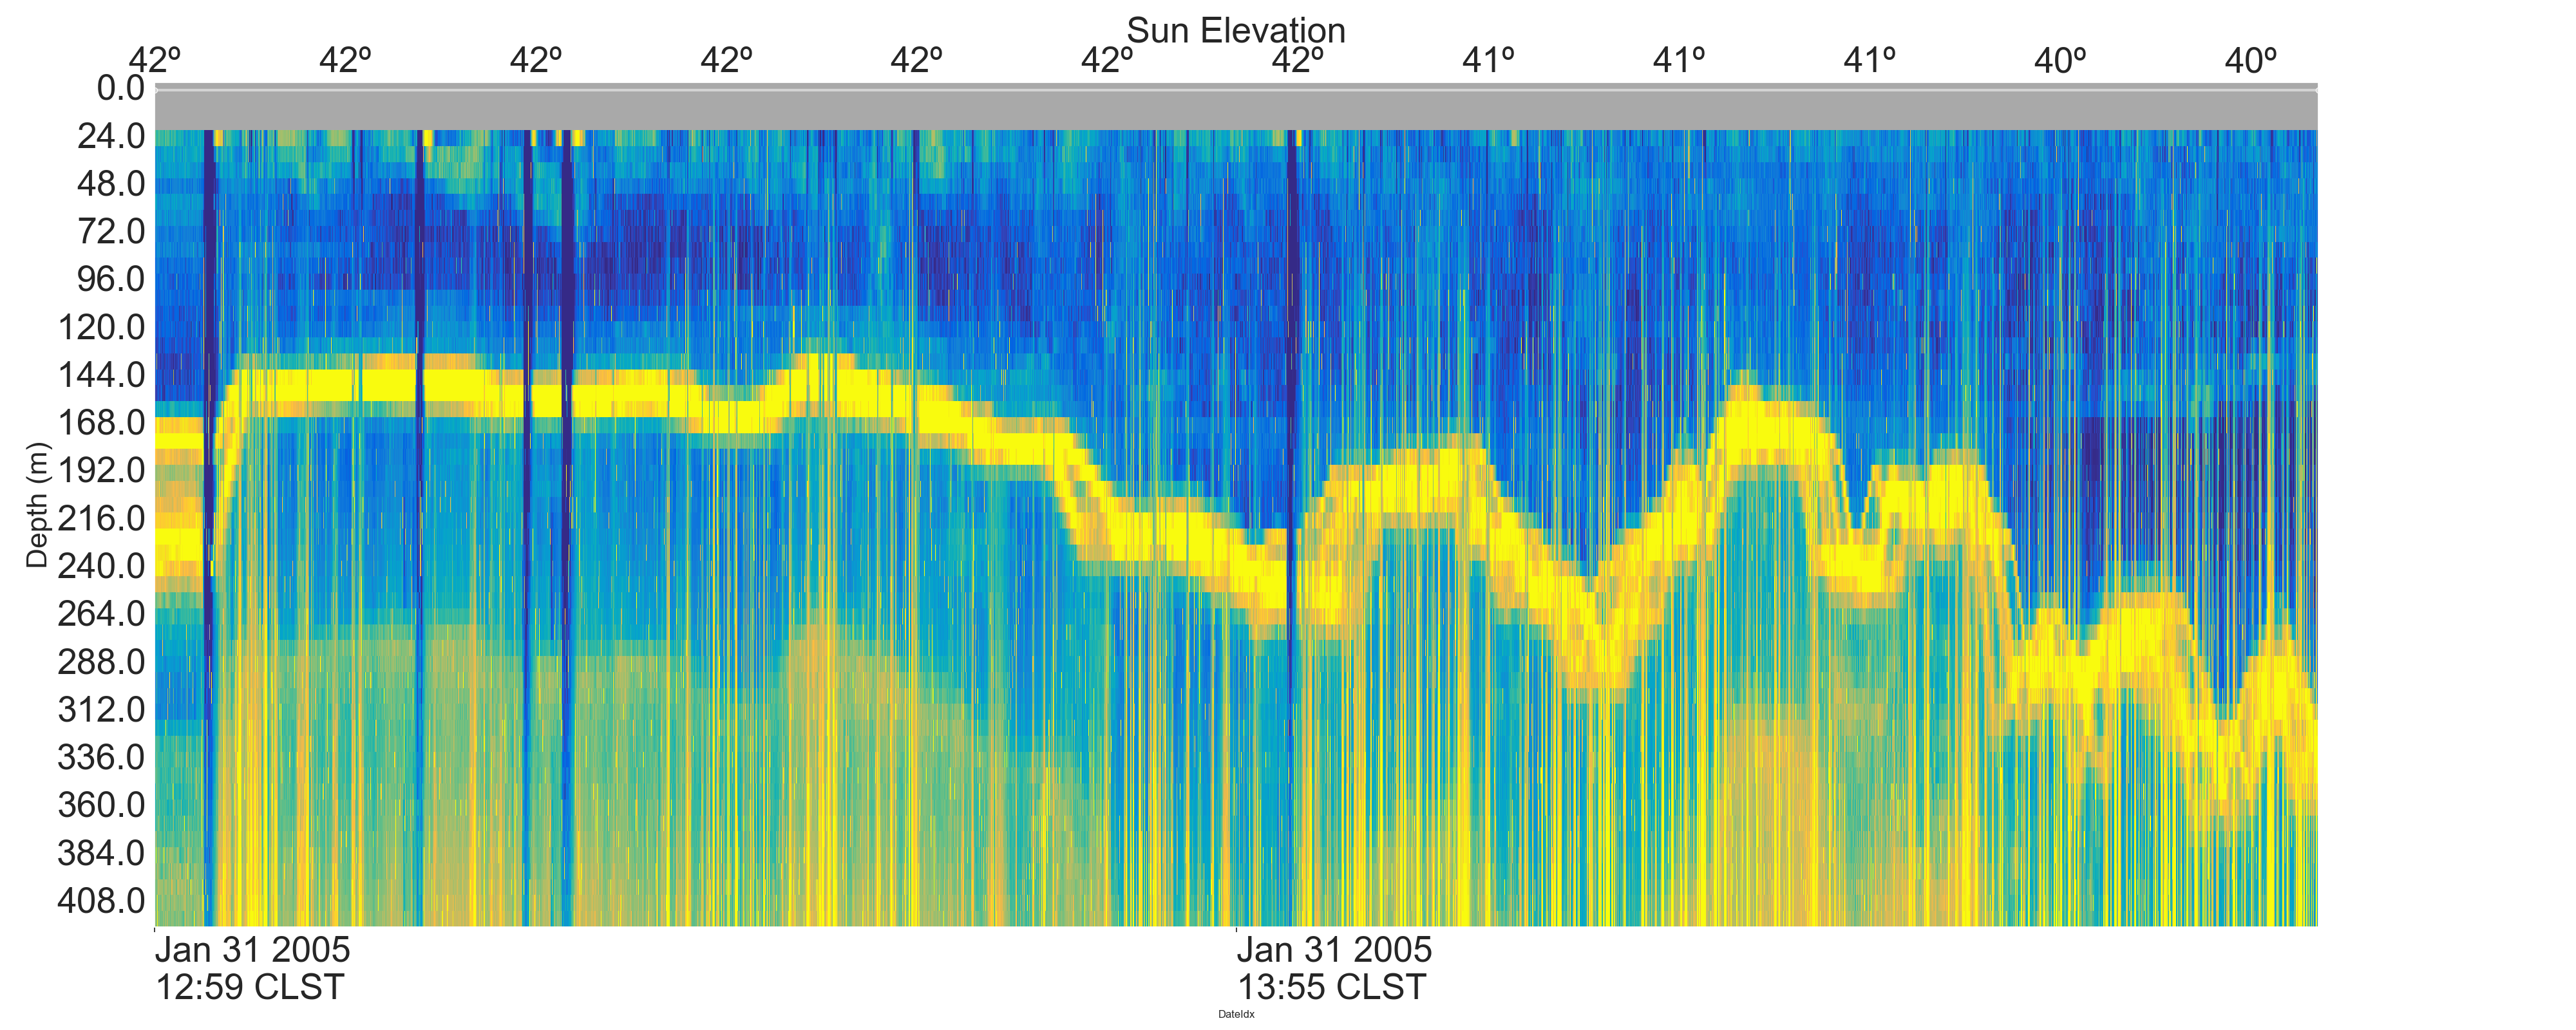 Sun Elevation
42º 42º 42º 42º 42º 42º 42º 41º 41º 41º 40º 40º
0.0
24.0
48.0
72.0
96.0
120.0
144.0
168.0
192.0
216.0
240.0
264.0
288.0
312.0
336.0
360.0
384.0
408.0
Depth (m)
Jan 31 2005
12:59 CLST
Jan 31 2005
13:55 CLST
DateIdx